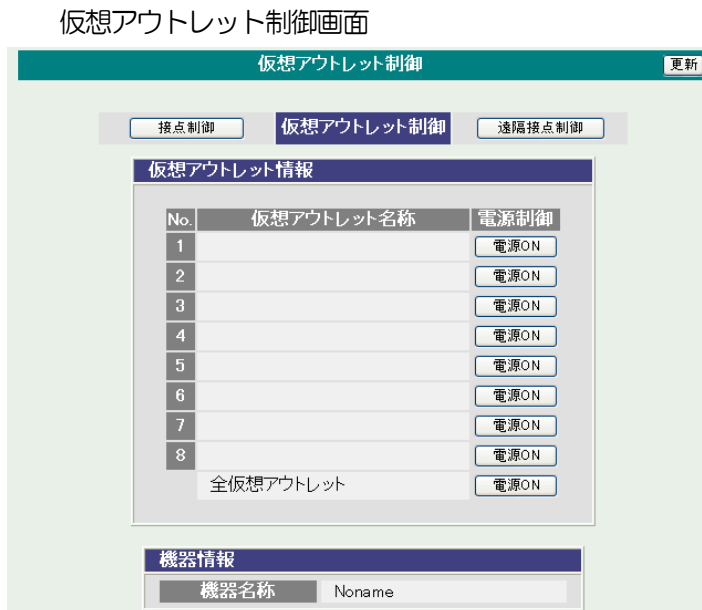 仮想アウトレット制御画面
仮想アウトレット制御 更新
接点制御 仮想アウトレット制御 遠隔接点制御
仮想アウトレット情報
No. 仮想アウトレット名称 電源制御
1 電源ON
2 電源ON
3 電源ON
4 電源ON
5 電源ON
6 電源ON
7 電源ON
8 電源ON
全仮想アウトレット 電源ON
機器情報
機器名称 Noname